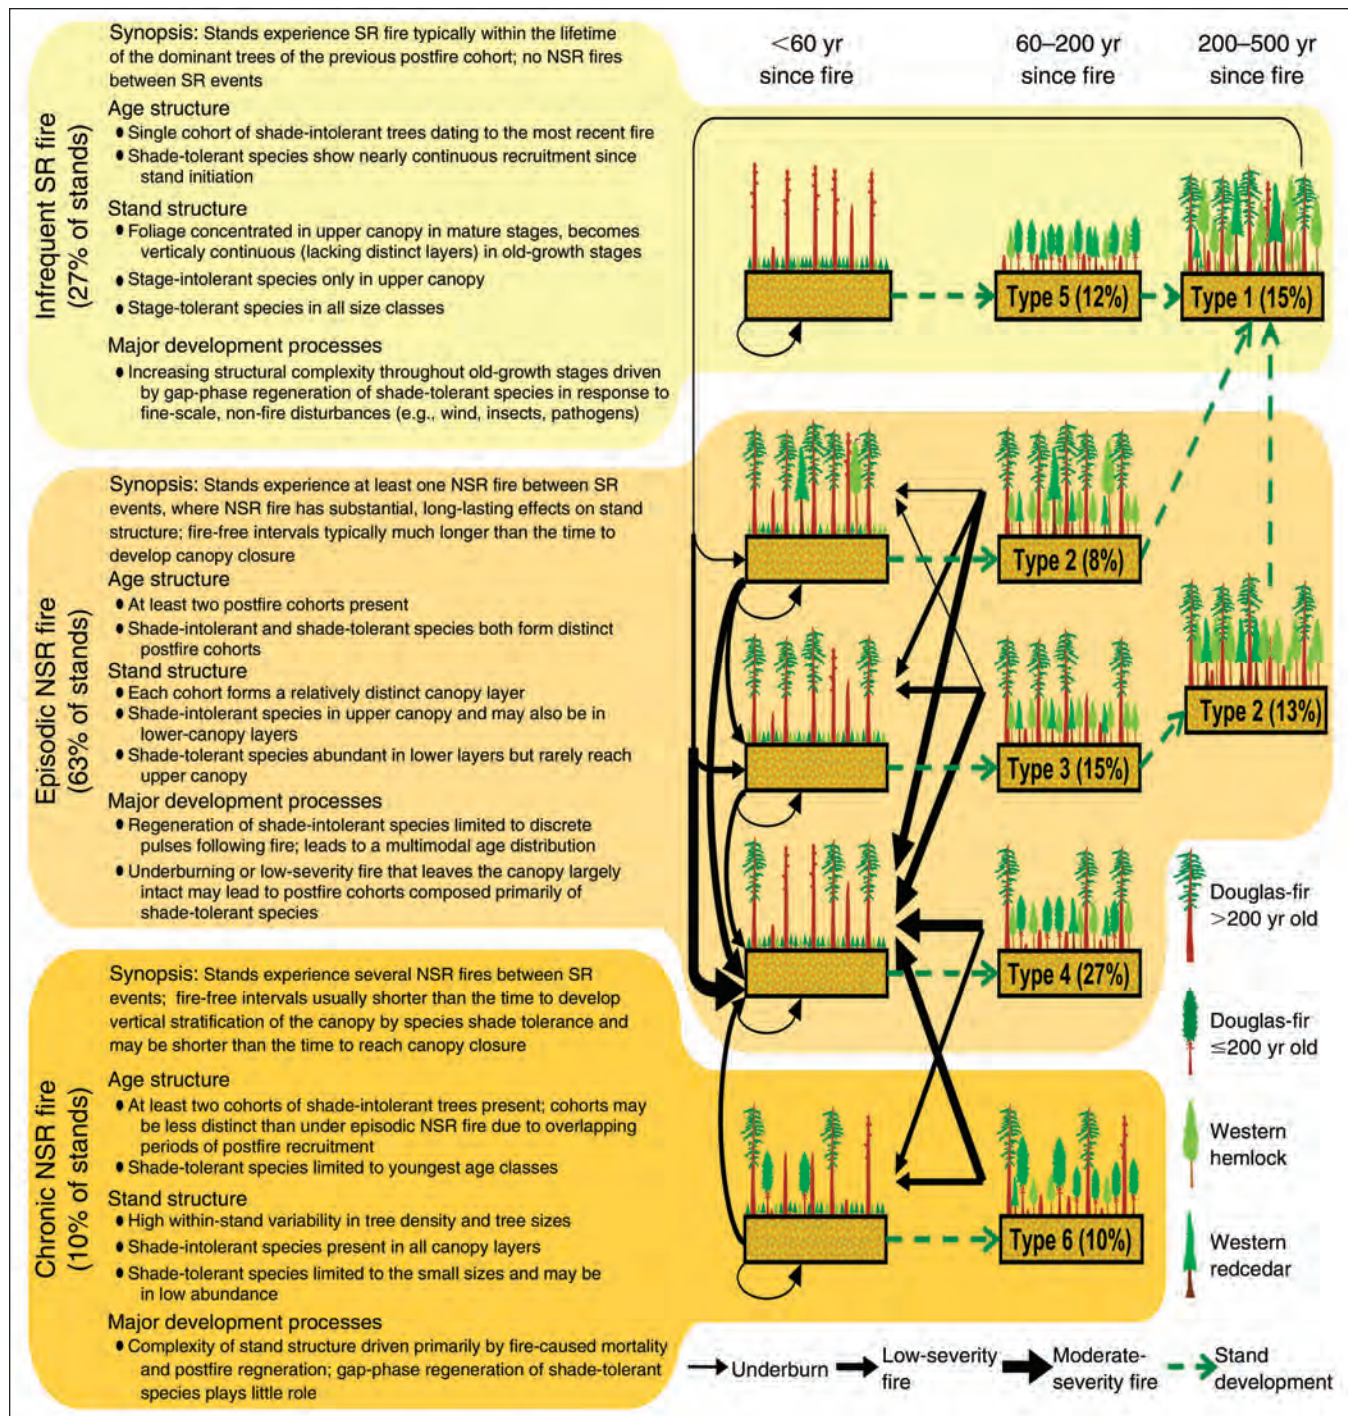 Infrequent SR fire
(27% of stands)
Synopsis: Stands experience SR fire typically within the lifetime
of the dominant trees of the previous postfire cohort; no NSR fires
between SR events
Age structure
• Single cohort of shade-intolerant trees dating to the most recent fire
• Shade-tolerant species show nearly continuous recruitment since
stand initiation
Stand structure
• Foliage concentrated in upper canopy in mature stages, becomes
verticaly continuous (lacking distinct layers) in old-growth stages
• Stage-intolerant species only in upper canopy
• Stage-tolerant species in all size classes
Major development processes
• Increasing structural complexity throughout old-growth stages driven
by gap-phase regeneration of shade-tolerant species in response to
fine-scale, non-fire disturbances (e.g., wind, insects, pathogens)
<60 yr
since fire
60–200 yr
since fire
200–500 yr
since fire
Type 5 (12%)
Type 1 (15%)
Episodic NSR fire
(63% of stands)
Synopsis: Stands experience at least one NSR fire between SR
events, where NSR fire has substantial, long-lasting effects on stand
structure; fire-free intervals typically much longer than the time to
develop canopy closure
Age structure
• At least two postfire cohorts present
• Shade-intolerant and shade-tolerant species both form distinct
postfire cohorts
Stand structure
• Each cohort forms a relatively distinct canopy layer
• Shade-intolerant species in upper canopy and may also be in
lower-canopy layers
• Shade-tolerant species abundant in lower layers but rarely reach
upper canopy
Major development processes
• Regeneration of shade-intolerant species limited to discrete
pulses following fire; leads to a multimodal age distribution
• Underburning or low-severity fire that leaves the canopy largely
intact may lead to postfire cohorts composed primarily of
shade-tolerant species
Type 2 (8%)
Type 2 (13%)
Type 3 (15%)
Type 4 (27%)
Chronic NSR fire
(10% of stands)
Synopsis: Stands experience several NSR fires between SR
events; fire-free intervals usually shorter than the time to develop
vertical stratification of the canopy by species shade tolerance and
may be shorter than the time to reach canopy closure
Age structure
• At least two cohorts of shade-intolerant trees present; cohorts may
be less distinct than under episodic NSR fire due to overlapping
periods of postfire recruitment
• Shade-tolerant species limited to youngest age classes
Stand structure
• High within-stand variability in tree density and tree sizes
• Shade-intolerant species present in all canopy layers
• Shade-tolerant species limited to the small sizes and may be
in low abundance
Major development processes
• Complexity of stand structure driven primarily by fire-caused mortality
and postfire regneration; gap-phase regeneration of shade-tolerant
species plays little role
Type 6 (10%)
Douglas-fir
>200 yr old
Douglas-fir
≤200 yr old
Western
hemlock
Western
redcedar
Underburn
Low-severity
fire
Moderate-
severity fire
Stand
development